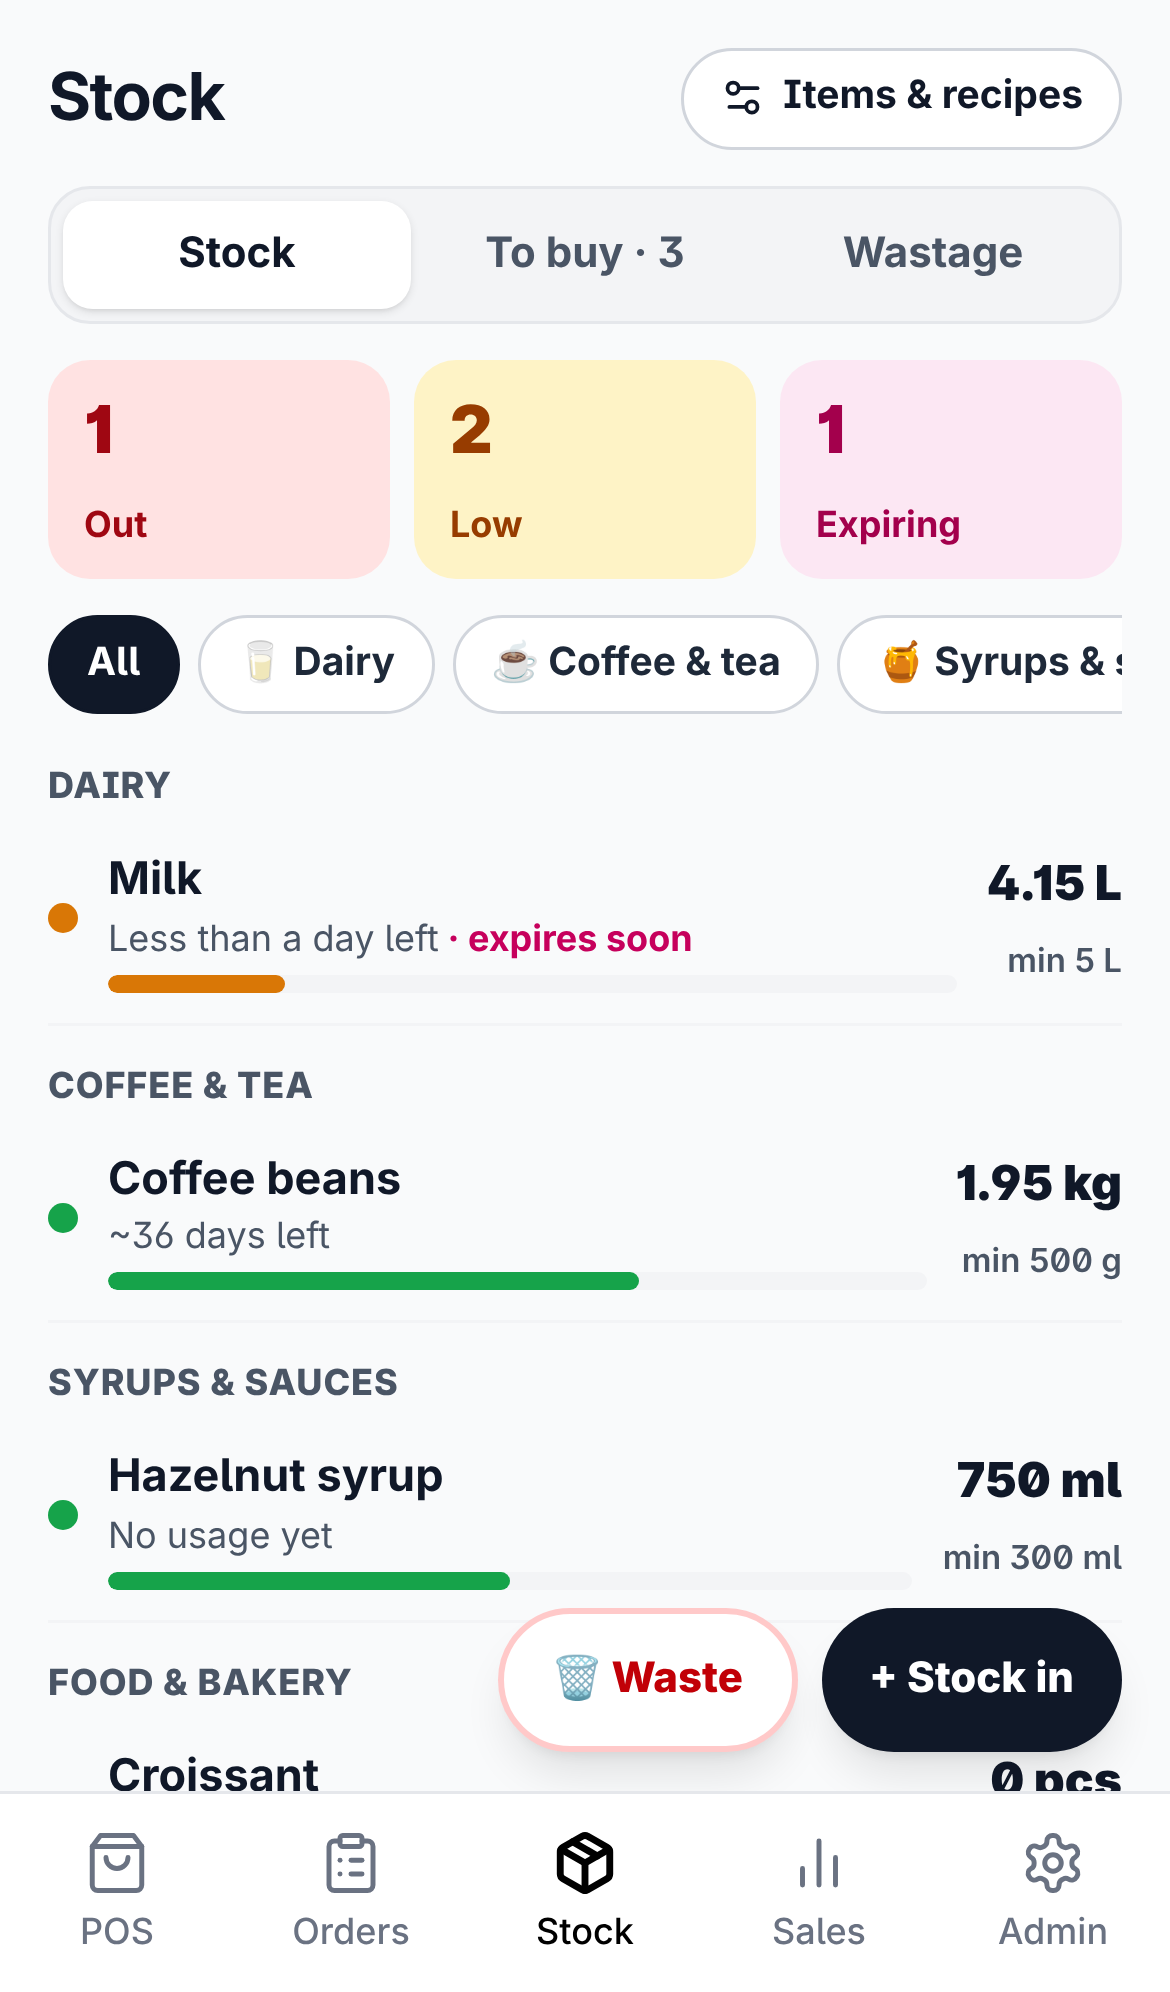 Stock
Items & recipes
Stock
To buy · 3
Wastage
1
Out
2
Low
1
Expiring
All
Dairy
Coffee & tea
Syrups &
DAIRY
Milk
4.15 L
Less than a day left · expires soon
min 5 L
COFFEE & TEA
Coffee beans
1.95 kg
~36 days left
min 500 g
SYRUPS & SAUCES
Hazelnut syrup
750 ml
No usage yet
min 300 ml
FOOD & BAKERY
Waste
+ Stock in
Croissant
0 pcs
POS
Orders
Stock
Sales
Admin